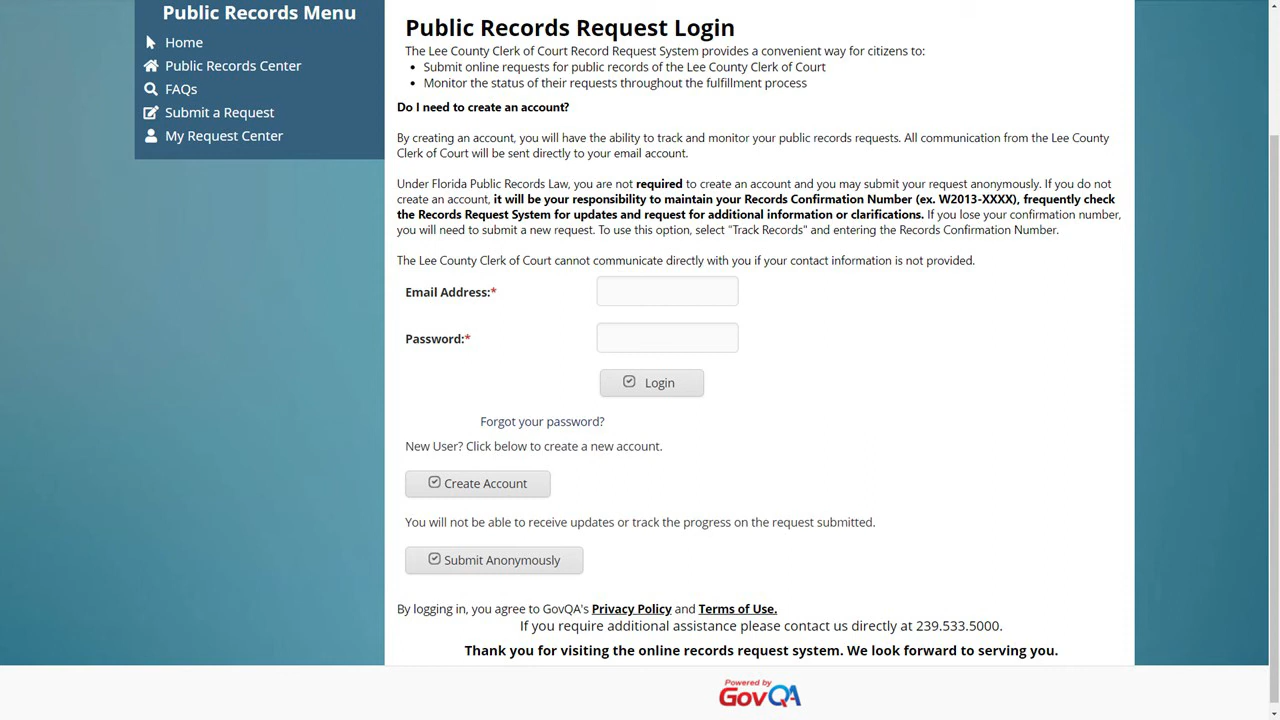 Public Records Menu
Home
Public Records Center
FAQs
Submit a Request
My Request Center
Public Records Request Login
The Lee County Clerk of Court Record Request System provides a convenient way for citizens to:
• Submit online requests for public records of the Lee County Clerk of Court
• Monitor the status of their requests throughout the fulfillment process
Do I need to create an account?
By creating an account, you will have the ability to track and monitor your public records requests. All communication from the Lee County
Clerk of Court will be sent directly to your email account.
Under Florida Public Records Law, you are not required to create an account and you may submit your request anonymously. If you do not
create an account, it will be your responsibility to maintain your Records Confirmation Number (ex. W2013-XXXX), frequently check
the Records Request System for updates and request for additional information or clarifications. If you lose your confirmation number,
you will need to submit a new request. To use this option, select "Track Records" and entering the Records Confirmation Number.
The Lee County Clerk of Court cannot communicate directly with you if your contact information is not provided.
Email Address:*
Password:*
Login
Forgot your password?
New User? Click below to create a new account.
Create Account
You will not be able to receive updates or track the progress on the request submitted.
Submit Anonymously
By logging in, you agree to GovQA's Privacy Policy and Terms of Use.
If you require additional assistance please contact us directly at 239.533.5000.
Thank you for visiting the online records request system. We look forward to serving you.
Powered by
GovQA